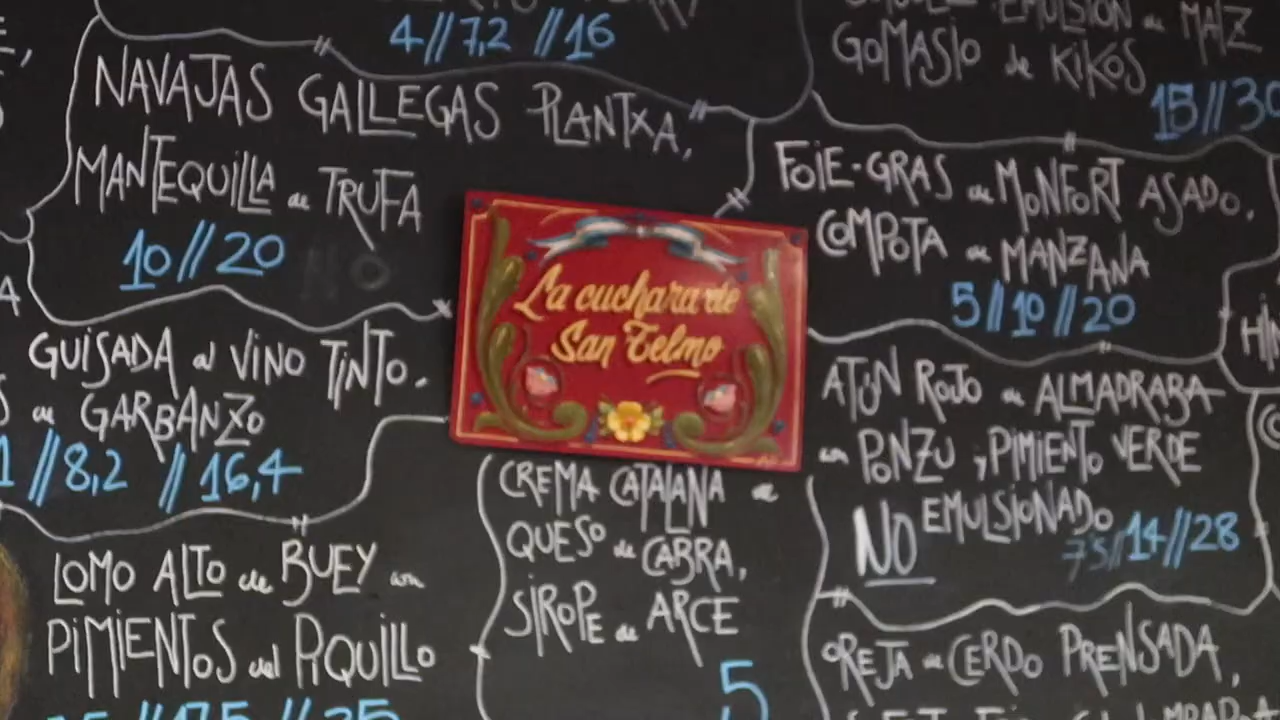 4//7,2//16
NAVAJAS GALLEGAS PLANTXA,
MANTEQUILLA de TRUFA
10//20
GUISADA al VINO TINTO.
de GARBANZO
//8,2 //16,4
LOMO ALTO de BUEY con
PIMIENTOS del PIQUILLO
La cuchara de
San Telmo
CREMA CATALANA de
QUESO de CABRA,
SIROPE de ARCE
5
EMULSIÓN de MAÍZ
GOMASIO de KIKOS
15//30
FOIE-GRAS de MONFORT ASADO.
COMPOTA de MANZANA
5//10//20
ATÚN ROJO de ALMADRABA
con PONZU y PIMIENTO VERDE
NO EMULSIONADO
7,5//14//28
OREJA de CERDO PRENSADA,